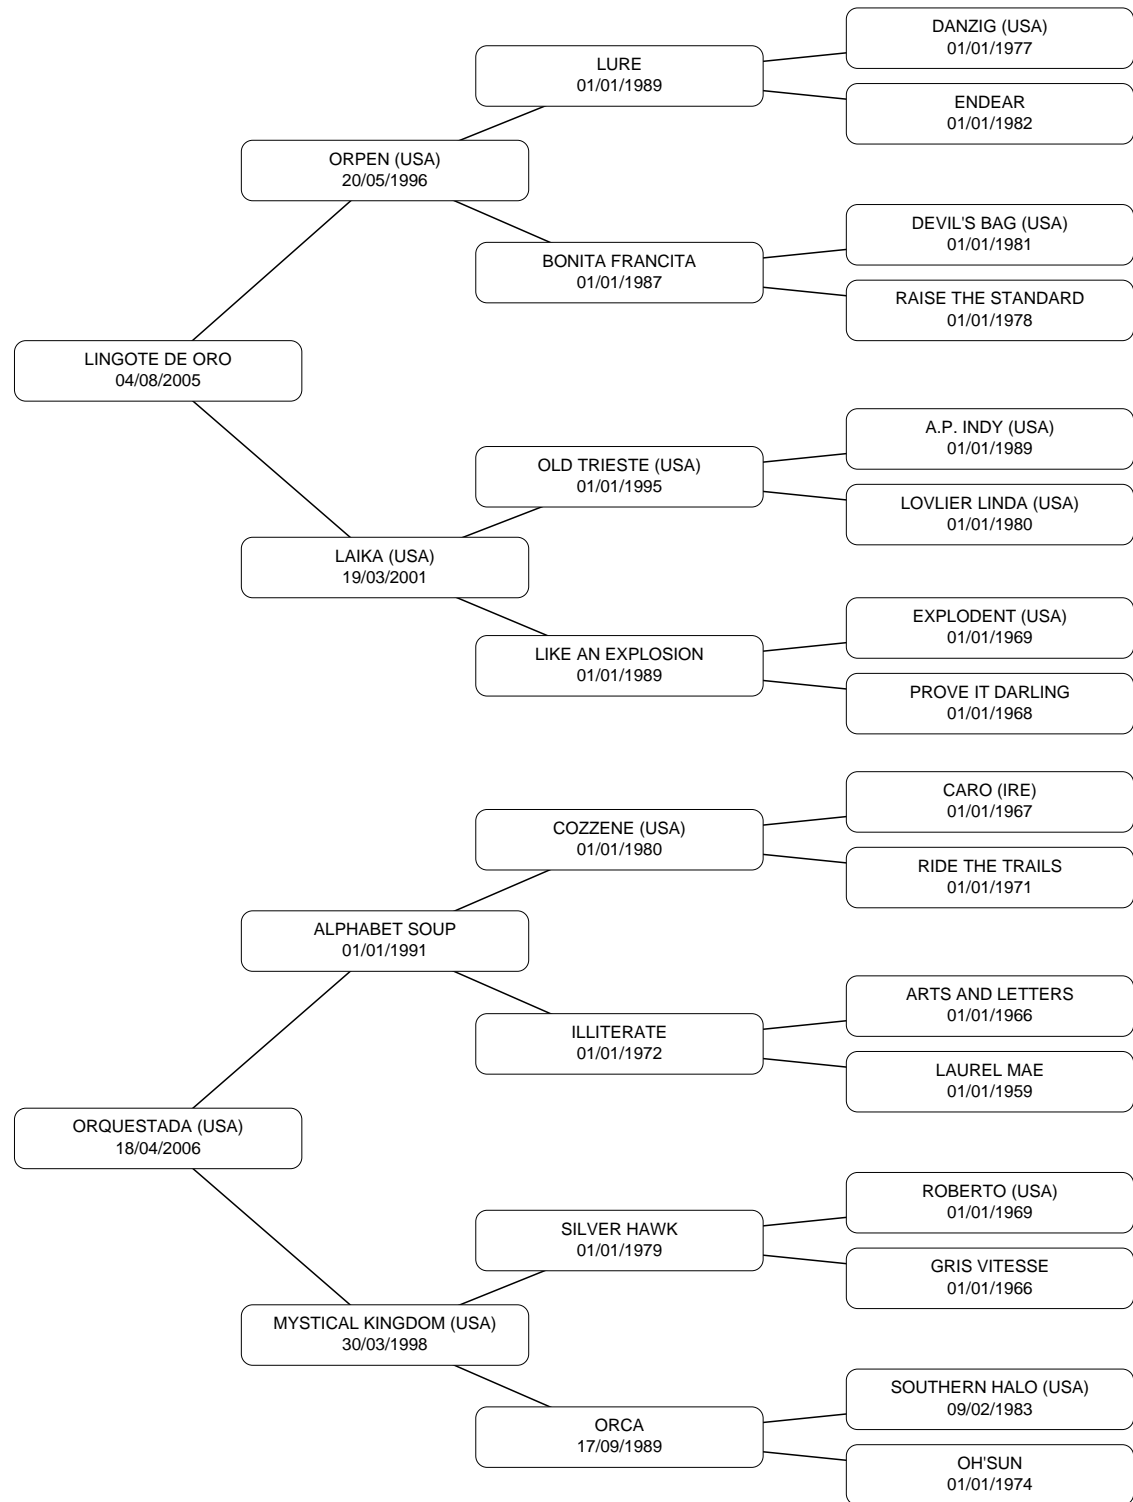 DANZIG (USA)
01/01/1977
LURE
01/01/1989
ENDEAR
01/01/1982
ORPEN (USA)
20/05/1996
DEVIL'S BAG (USA)
01/01/1981
BONITA FRANCITA
01/01/1987
RAISE THE STANDARD
01/01/1978
LINGOTE DE ORO
04/08/2005
A.P. INDY (USA)
01/01/1989
OLD TRIESTE (USA)
01/01/1995
LOVLIER LINDA (USA)
01/01/1980
LAIKA (USA)
19/03/2001
EXPLODENT (USA)
01/01/1969
LIKE AN EXPLOSION
01/01/1989
PROVE IT DARLING
01/01/1968
CARO (IRE)
01/01/1967
COZZENE (USA)
01/01/1980
RIDE THE TRAILS
01/01/1971
ALPHABET SOUP
01/01/1991
ARTS AND LETTERS
01/01/1966
ILLITERATE
01/01/1972
LAUREL MAE
01/01/1959
ORQUESTADA (USA)
18/04/2006
ROBERTO (USA)
01/01/1969
SILVER HAWK
01/01/1979
GRIS VITESSE
01/01/1966
MYSTICAL KINGDOM (USA)
30/03/1998
SOUTHERN HALO (USA)
09/02/1983
ORCA
17/09/1989
OH'SUN
01/01/1974